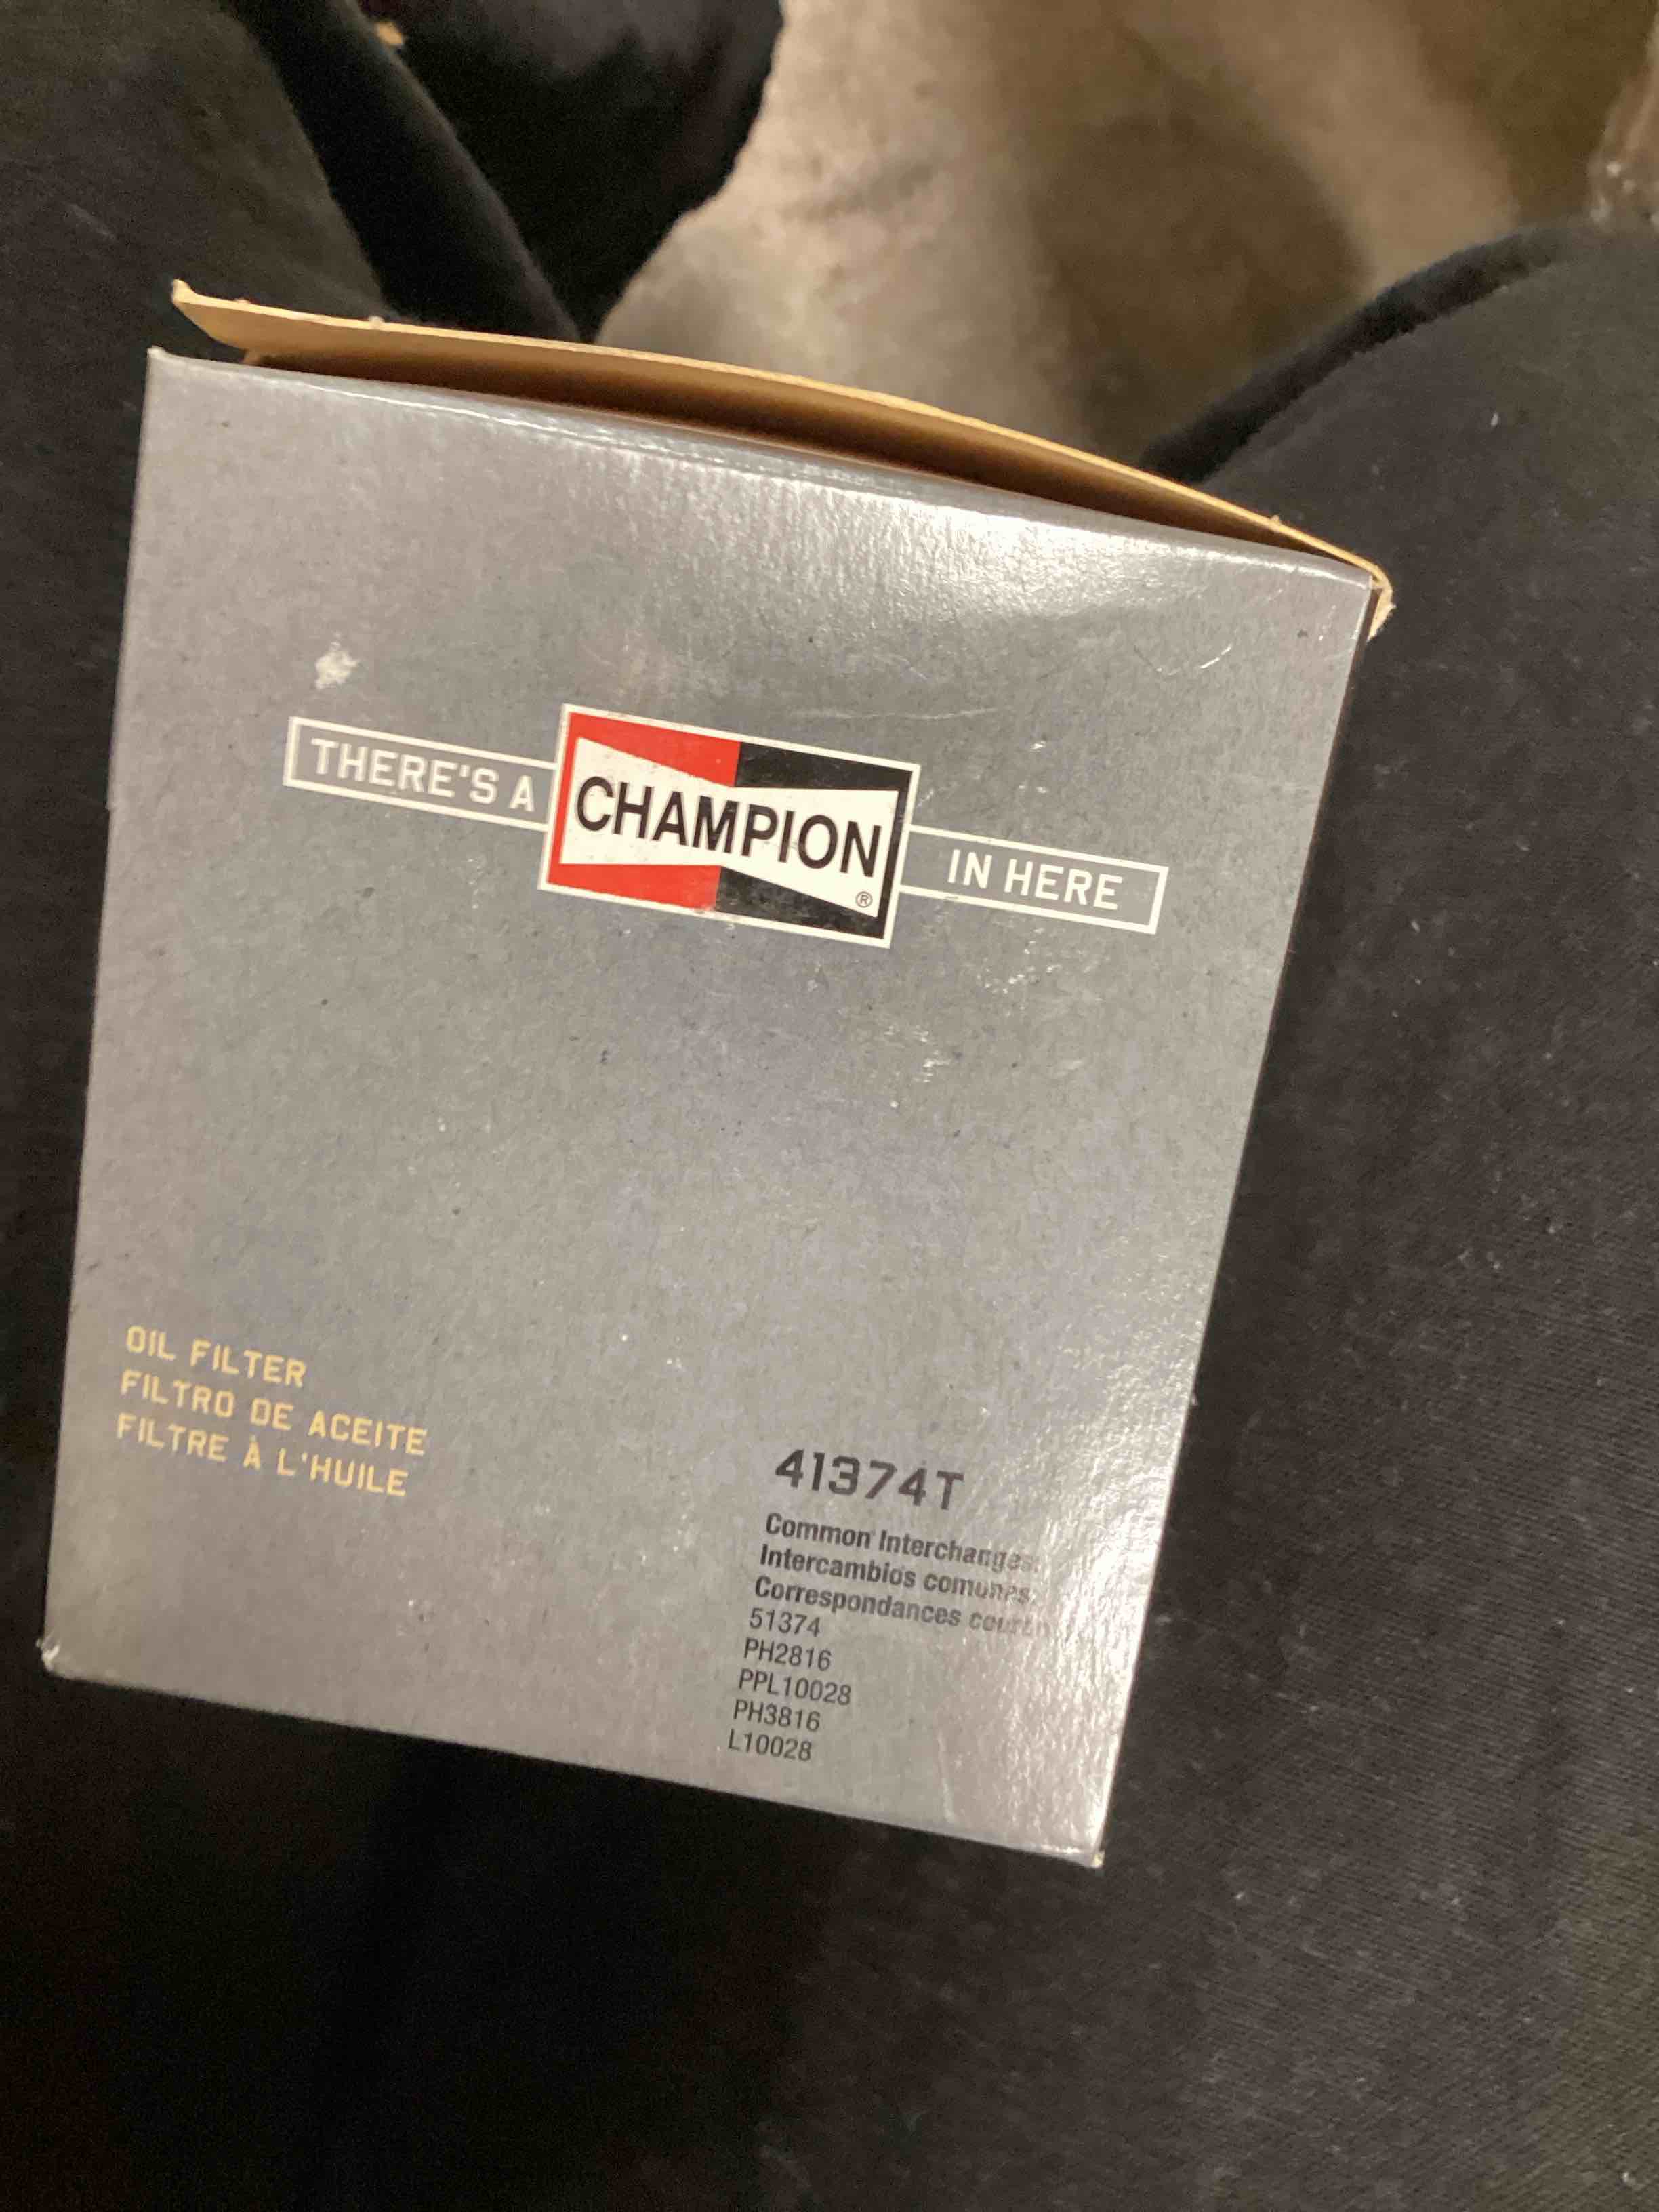 THERE'S A CHAMPION® IN HERE
OIL FILTER
FILTRO DE ACEITE
FILTRE À L'HUILE
41374T
Common Interchanges:
Intercambios comunes:
Correspondances
51374
PH2816
PPL10028
PH3816
L10028